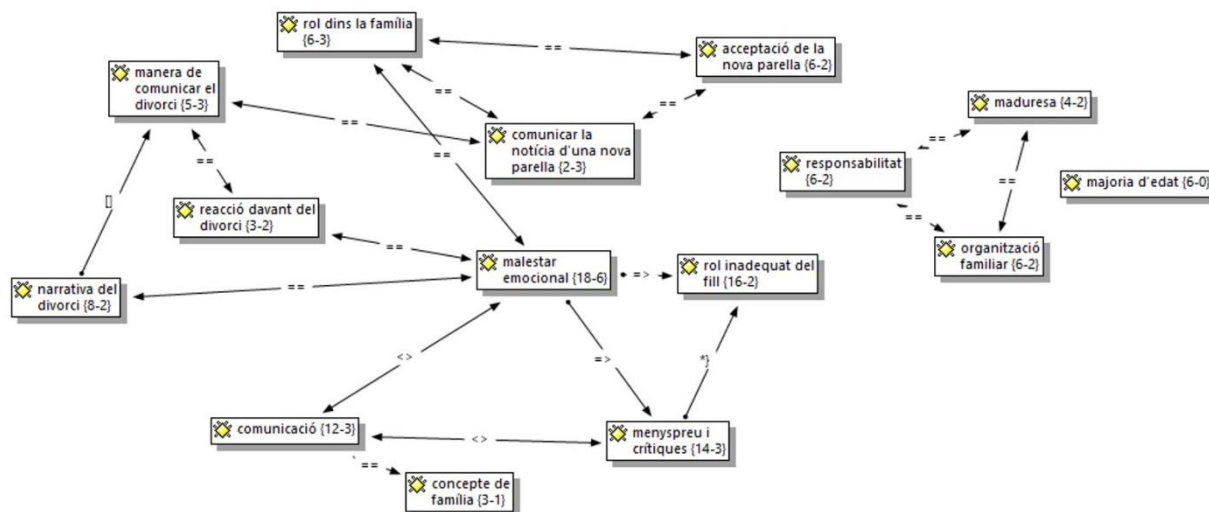 rol dins la família
{6-3}
==
acceptació de la
nova parella {6-2}
manera de
comunicar el
divorci {5-3}
==
==
maduresa {4-2}
==
comunicar la
notícia d'una nova
parella {2-3}
==
==
responsabilitat
{6-2}
==
majoria d'edat {6-0}
[]
==
reacció davant del
divorci {3-2}
==
==
organització
familiar {6-2}
==
malestar
emocional {18-6}
=>
rol inadequat del
fill {16-2}
narrativa del
divorci {8-2}
==
<>
=>
*}
comunicació {12-3}
<>
menyspreu i
crítiques {14-3}
==
concepte de
família {3-1}